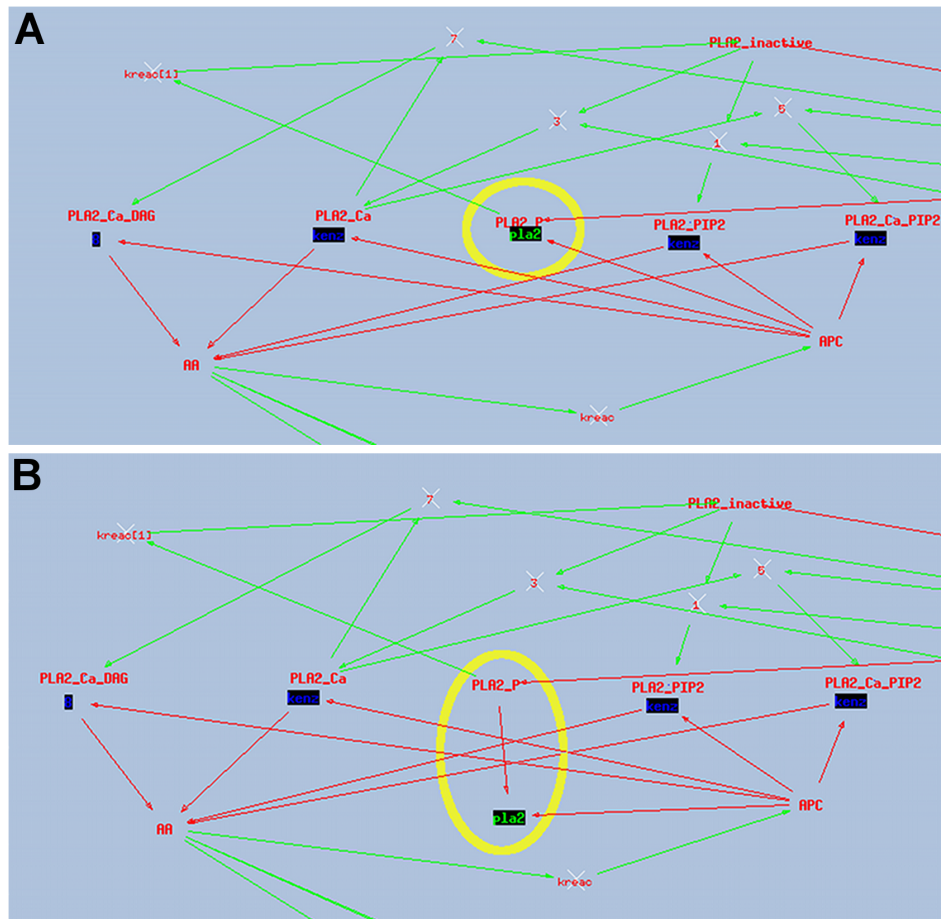 A
7
PLA2_inactive
kreac[1]
3
5
1
PLA2_Ca_DAG
PLA2_Ca
PLA2_P
PLA2_PIP2
PLA2_Ca_PIP2
kenz
pla2
kenz
kenz
APC
AA
kreac
B
7
PLA2_inactive
kreac[1]
3
5
1
PLA2_Ca_DAG
PLA2_Ca
PLA2_P
PLA2_PIP2
PLA2_Ca_PIP2
kenz
kenz
kenz
APC
pla2
AA
kreac